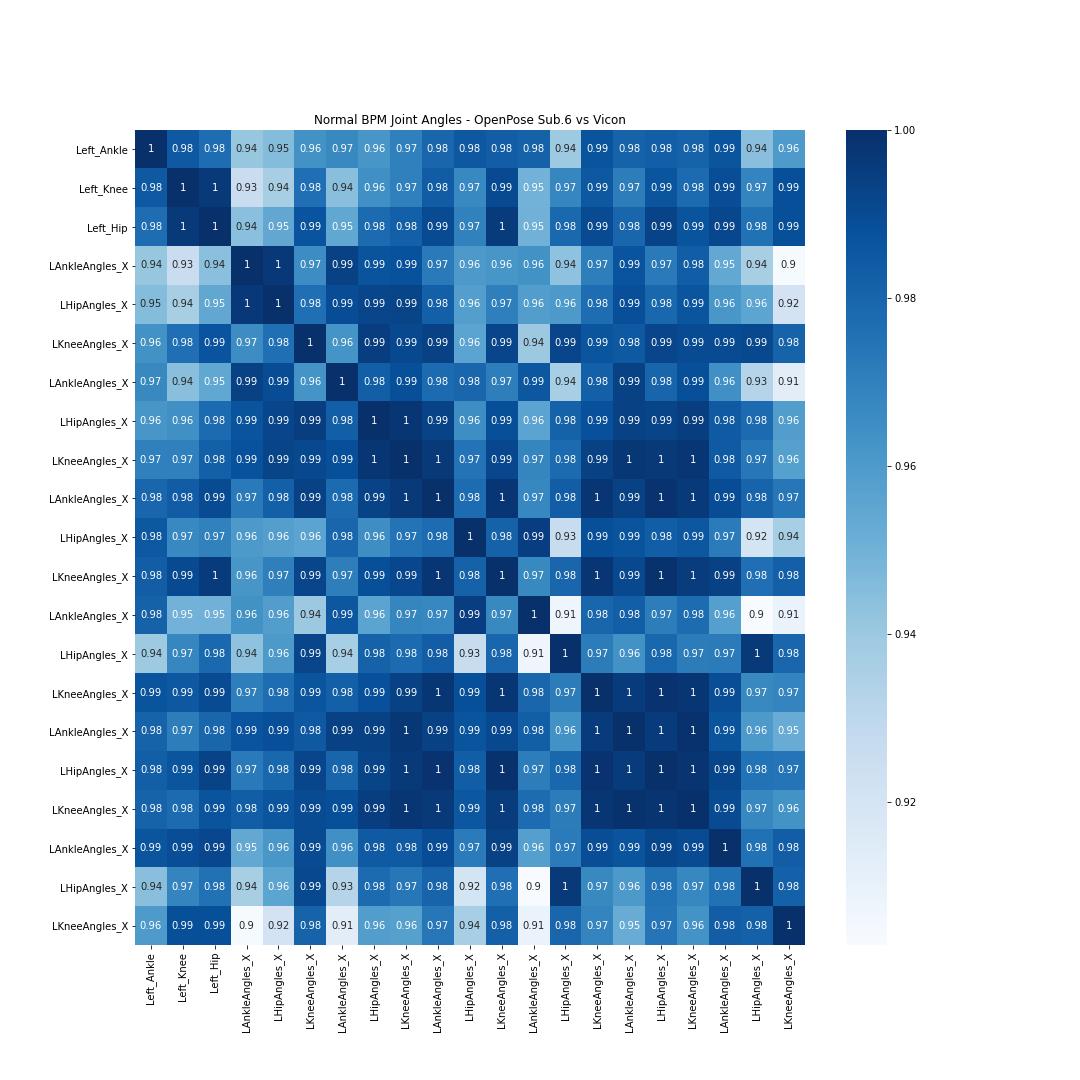 Normal BPM Joint Angles - OpenPose Sub.6 vs Vicon
Left_Ankle 1 0.98 0.98 0.94 0.95 0.96 0.97 0.96 0.97 0.98 0.98 0.98 0.98 0.94 0.99 0.98 0.98 0.98 0.99 0.94 0.96
Left_Knee 0.98 1 1 0.93 0.94 0.98 0.94 0.96 0.97 0.98 0.97 0.99 0.95 0.97 0.99 0.97 0.99 0.98 0.99 0.97 0.99
Left_Hip 0.98 1 1 0.94 0.95 0.99 0.95 0.98 0.98 0.99 0.97 1 0.95 0.98 0.99 0.98 0.99 0.99 0.99 0.98 0.99
LAnkleAngles_X 0.94 0.93 0.94 1 1 0.97 0.99 0.99 0.99 0.97 0.96 0.96 0.96 0.94 0.97 0.99 0.97 0.98 0.95 0.94 0.9
LHipAngles_X 0.95 0.94 0.95 1 1 0.98 0.99 0.99 0.99 0.98 0.96 0.97 0.96 0.96 0.98 0.99 0.98 0.99 0.96 0.96 0.92
LKneeAngles_X 0.96 0.98 0.99 0.97 0.98 1 0.96 0.99 0.99 0.99 0.96 0.99 0.94 0.99 0.99 0.98 0.99 0.99 0.99 0.99 0.98
LAnkleAngles_X 0.97 0.94 0.95 0.99 0.99 0.96 1 0.98 0.99 0.98 0.98 0.97 0.99 0.94 0.98 0.99 0.98 0.99 0.96 0.93 0.91
LHipAngles_X 0.96 0.96 0.98 0.99 0.99 0.99 0.98 1 1 0.99 0.96 0.99 0.96 0.98 0.99 0.99 0.99 0.99 0.98 0.98 0.96
LKneeAngles_X 0.97 0.97 0.98 0.99 0.99 0.99 0.99 1 1 1 0.97 0.99 0.97 0.98 0.99 1 1 1 0.98 0.97 0.96
LAnkleAngles_X 0.98 0.98 0.99 0.97 0.98 0.99 0.98 0.99 1 1 0.98 1 0.97 0.98 1 0.99 1 1 0.99 0.98 0.97
LHipAngles_X 0.98 0.97 0.97 0.96 0.96 0.96 0.98 0.96 0.97 0.98 1 0.98 0.99 0.93 0.99 0.99 0.98 0.99 0.97 0.92 0.94
LKneeAngles_X 0.98 0.99 1 0.96 0.97 0.99 0.97 0.99 0.99 1 0.98 1 0.97 0.98 1 0.99 1 1 0.99 0.98 0.98
LAnkleAngles_X 0.98 0.95 0.95 0.96 0.96 0.94 0.99 0.96 0.97 0.97 0.99 0.97 1 0.91 0.98 0.98 0.97 0.98 0.96 0.9 0.91
LHipAngles_X 0.94 0.97 0.98 0.94 0.96 0.99 0.94 0.98 0.98 0.98 0.93 0.98 0.91 1 0.97 0.96 0.98 0.97 0.97 1 0.98
LKneeAngles_X 0.99 0.99 0.99 0.97 0.98 0.99 0.98 0.99 0.99 1 0.99 1 0.98 0.97 1 1 1 1 0.99 0.97 0.97
LAnkleAngles_X 0.98 0.97 0.98 0.99 0.99 0.98 0.99 0.99 1 0.99 0.99 0.99 0.98 0.96 1 1 1 1 0.99 0.96 0.95
LHipAngles_X 0.98 0.99 0.99 0.97 0.98 0.99 0.98 0.99 1 1 0.98 1 0.97 0.98 1 1 1 1 0.99 0.98 0.97
LKneeAngles_X 0.98 0.98 0.99 0.98 0.99 0.99 0.99 0.99 1 1 0.99 1 0.98 0.97 1 1 1 1 0.99 0.97 0.96
LAnkleAngles_X 0.99 0.99 0.99 0.95 0.96 0.99 0.96 0.98 0.98 0.99 0.97 0.99 0.96 0.97 0.99 0.99 0.99 0.99 1 0.98 0.98
LHipAngles_X 0.94 0.97 0.98 0.94 0.96 0.99 0.93 0.98 0.97 0.98 0.92 0.98 0.9 1 0.97 0.96 0.98 0.97 0.98 1 0.98
LKneeAngles_X 0.96 0.99 0.99 0.9 0.92 0.98 0.91 0.96 0.96 0.97 0.94 0.98 0.91 0.98 0.97 0.95 0.97 0.96 0.98 0.98 1
Left_Ankle
Left_Knee
Left_Hip
LAnkleAngles_X
LHipAngles_X
LKneeAngles_X
LAnkleAngles_X
LHipAngles_X
LKneeAngles_X
LAnkleAngles_X
LHipAngles_X
LKneeAngles_X
LAnkleAngles_X
LHipAngles_X
LKneeAngles_X
LAnkleAngles_X
LHipAngles_X
LKneeAngles_X
LAnkleAngles_X
LHipAngles_X
LKneeAngles_X
1.00
0.98
0.96
0.94
0.92